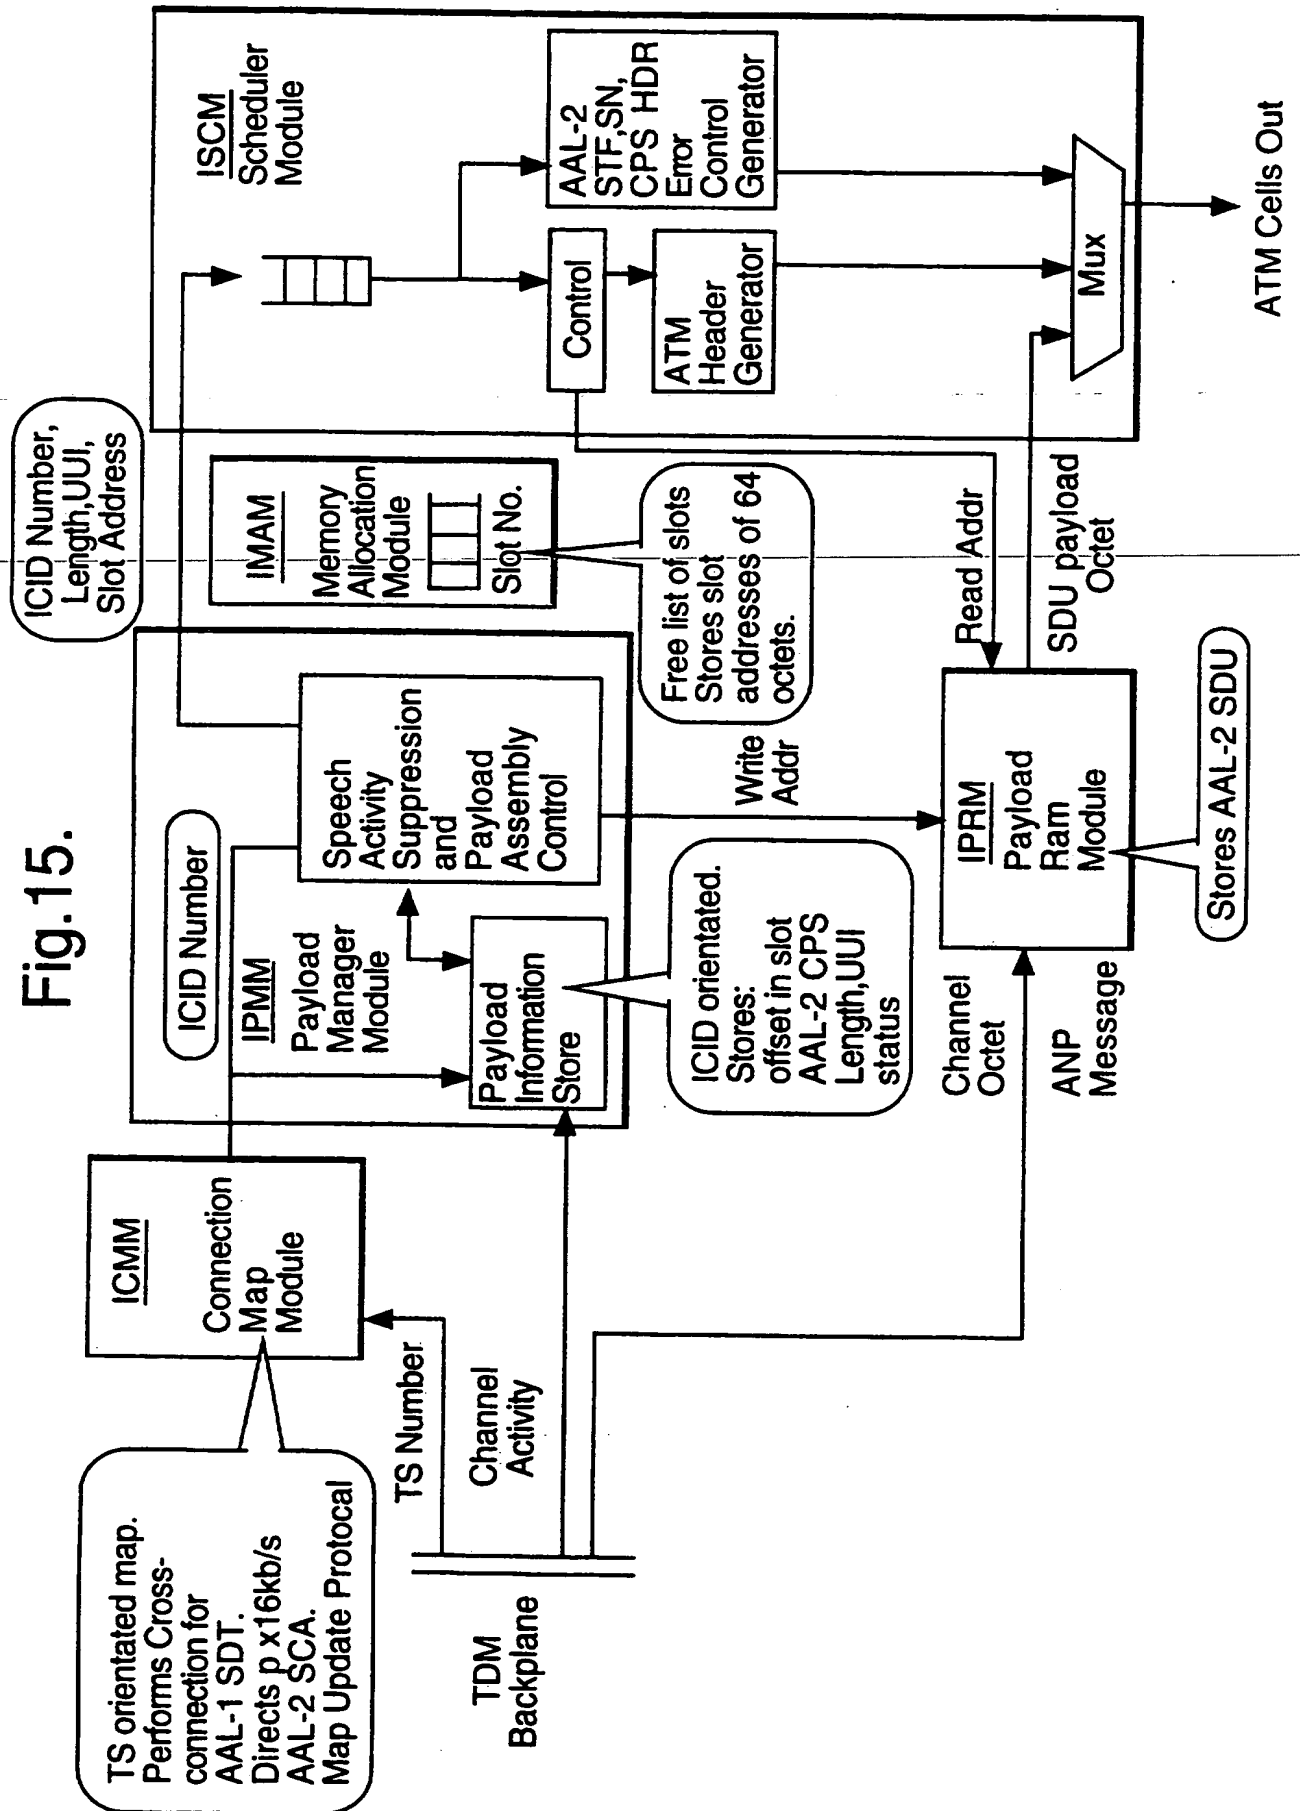 Fig.15.
TS orientated map.
Performs Cross-
connection for
AAL-1 SDT.
Directs p x16kb/s
AAL-2 SCA.
Map Update Protocal
ICMM
Connection
Map
Module
TS Number
Channel
Activity
TDM
Backplane
ICID Number
IPMM
Payload
Manager
Module
Payload
Information
Store
Speech
Activity
Suppression
and
Payload
Assembly
Control
ICID orientated.
Stores:
offset in slot
AAL-2 CPS
Length,UUI
status
Write
Addr
Channel
Octet
ANP
Message
IPRM
Payload
Ram
Module
Stores AAL-2 SDU
ICID Number,
Length,UUI,
Slot Address
IMAM
Memory
Allocation
Module
Slot No.
Free list of slots
Stores slot
addresses of 64
octets.
Read Addr
SDU payload
Octet
ISCM
Scheduler
Module
Control
ATM
Header
Generator
AAL-2
STF,SN,
CPS HDR
Error
Control
Generator
Mux
ATM Cells Out